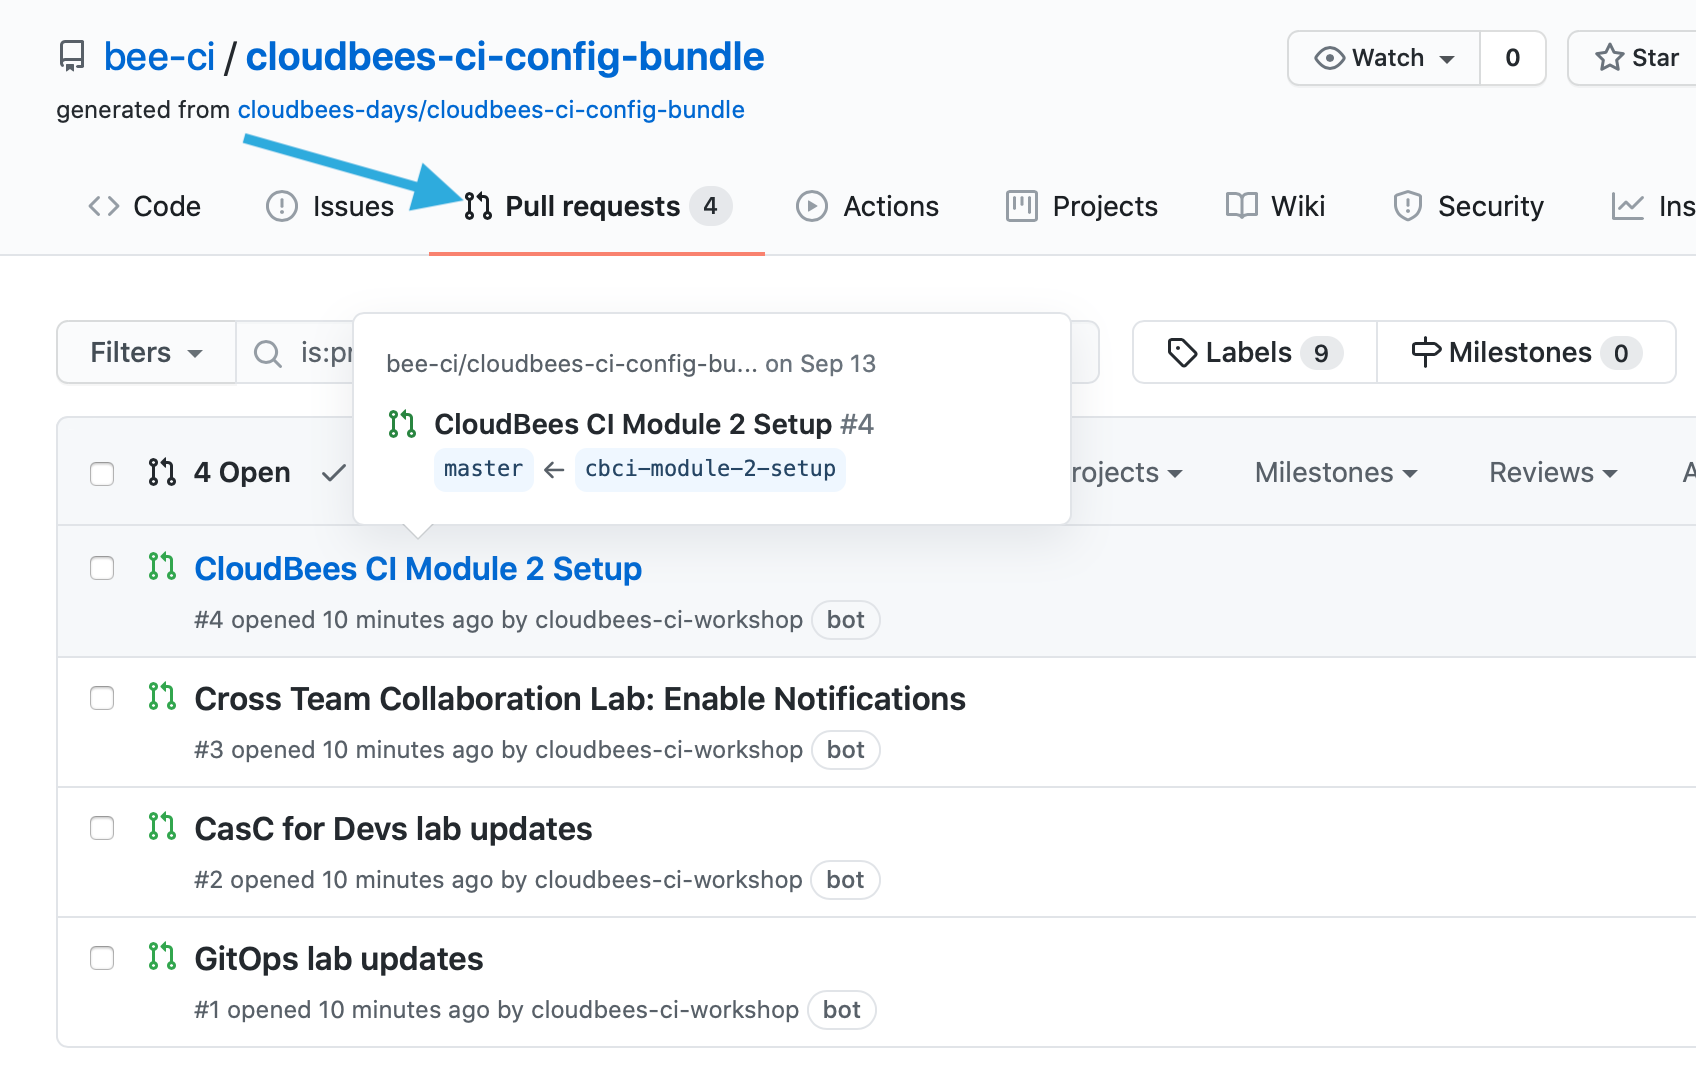 bee-ci / cloudbees-ci-config-bundle
Watch 0
Star
generated from cloudbees-days/cloudbees-ci-config-bundle
Code Issues Pull requests 4 Actions Projects Wiki Security Ins
Filters is:pr Labels 9 Milestones 0
bee-ci/cloudbees-ci-config-bu... on Sep 13
CloudBees CI Module 2 Setup #4
master ← cbci-module-2-setup
4 Open rojects Milestones Reviews A
CloudBees CI Module 2 Setup
#4 opened 10 minutes ago by cloudbees-ci-workshop bot
Cross Team Collaboration Lab: Enable Notifications
#3 opened 10 minutes ago by cloudbees-ci-workshop bot
CasC for Devs lab updates
#2 opened 10 minutes ago by cloudbees-ci-workshop bot
GitOps lab updates
#1 opened 10 minutes ago by cloudbees-ci-workshop bot